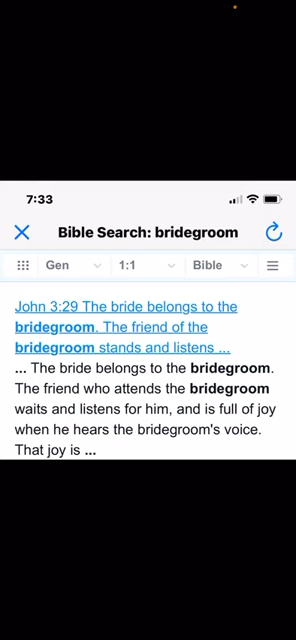 7:33
Bible Search: bridegroom
Gen 1:1 Bible
John 3:29 The bride belongs to the
bridegroom. The friend of the
bridegroom stands and listens ...
... The bride belongs to the bridegroom.
The friend who attends the bridegroom
waits and listens for him, and is full of joy
when he hears the bridegroom's voice.
That joy is ...